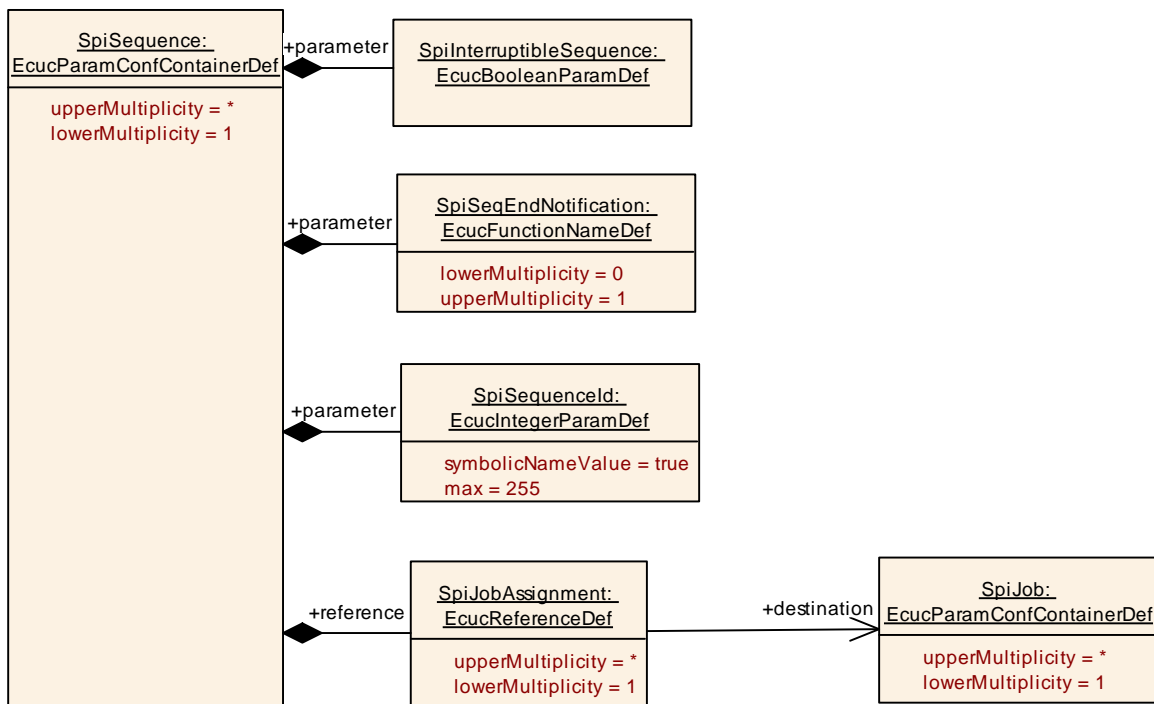 SpiSequence:
EcucParamConfContainerDef
upperMultiplicity = *
lowerMultiplicity = 1
+parameter
SpiInterruptibleSequence:
EcucBooleanParamDef
+parameter
SpiSeqEndNotification:
EcucFunctionNameDef
lowerMultiplicity = 0
upperMultiplicity = 1
+parameter
SpiSequenceId:
EcucIntegerParamDef
symbolicNameValue = true
max = 255
+reference
SpiJobAssignment:
EcucReferenceDef
upperMultiplicity = *
lowerMultiplicity = 1
+destination
SpiJob:
EcucParamConfContainerDef
upperMultiplicity = *
lowerMultiplicity = 1